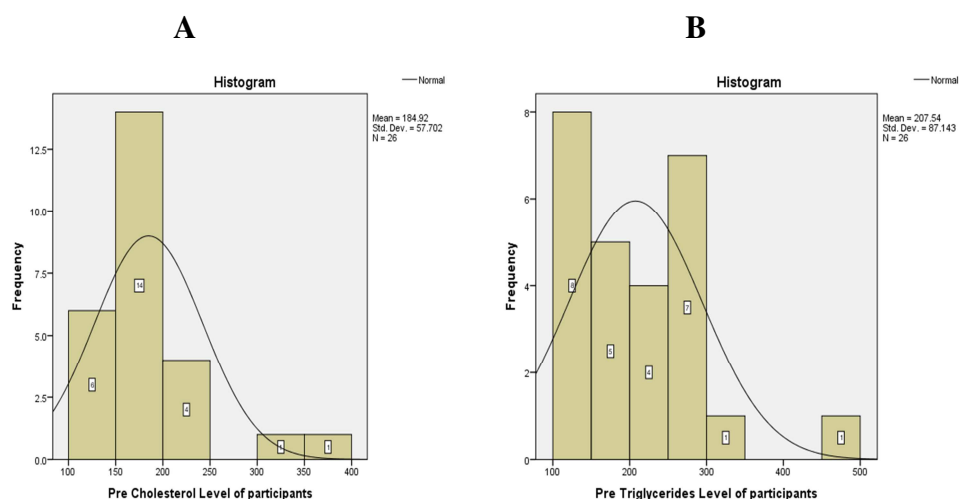 A
Histogram
Normal
Mean = 184.92
Std. Dev. = 57.702
N = 26
Frequency
12.5
10.0
7.5
5.0
2.5
0.0
6
14
4
1
1
100 150 200 250 300 350 400
Pre Cholesterol Level of participants
B
Histogram
Normal
Mean = 207.54
Std. Dev. = 87.143
N = 26
Frequency
8
6
4
2
0
8
5
4
7
1
1
100 200 300 400 500
Pre Triglycerides Level of participants